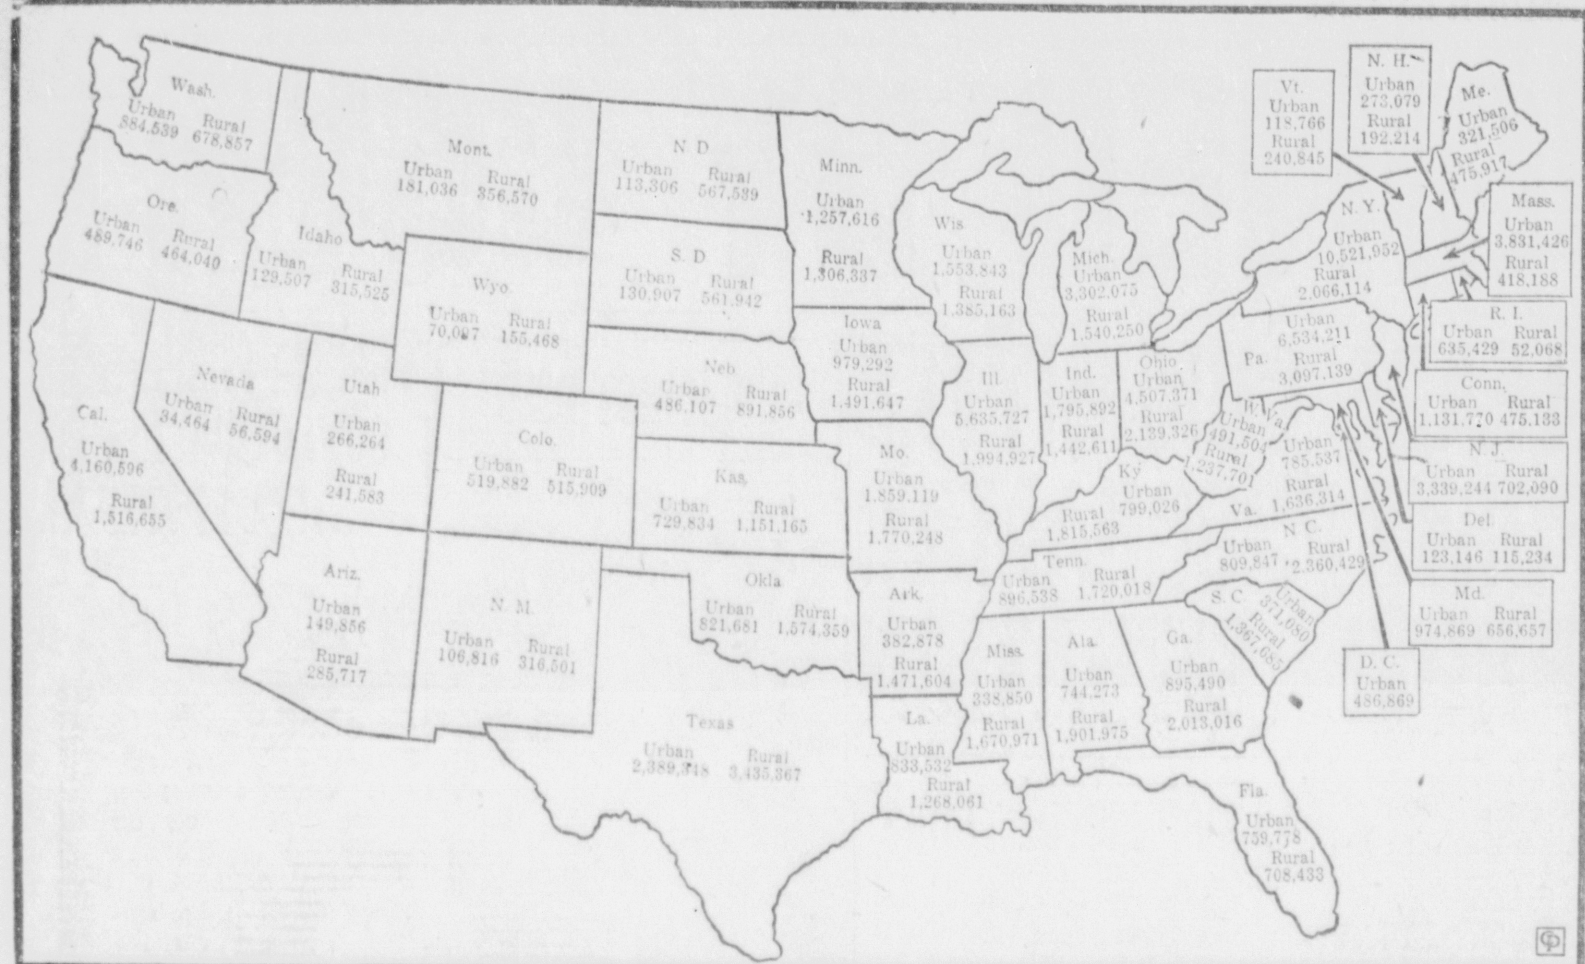 Wash.
Urban Rural
884,539 678,857
Ore.
Urban Rural
489,746 464,040
Idaho
Urban Rural
129,507 315,525
Mont.
Urban Rural
181,036 356,570
Wyo.
Urban Rural
70,097 155,468
N. D.
Urban Rural
113,306 567,539
S. D.
Urban Rural
130,907 561,942
Neb.
Urban Rural
486,107 891,856
Cal.
Urban
4,160,596
Rural
1,516,655
Nevada
Urban Rural
34,464 56,594
Utah
Urban
266,264
Rural
241,583
Colo.
Urban Rural
519,882 515,909
Kas.
Urban Rural
729,834 1,151,165
Ariz.
Urban
149,856
Rural
285,717
N. M.
Urban Rural
106,816 316,501
Okla
Urban Rural
821,681 1,574,359
Texas
Urban Rural
2,389,348 3,435,367
Minn.
Urban
1,257,616
Rural
1,306,337
Iowa
Urban
979,292
Rural
1,491,647
Mo.
Urban
1,859,119
Rural
1,770,248
Ark.
Urban
382,878
Rural
1,471,604
La.
Urban
833,532
Rural
1,268,061
Wis
Urban
1,553,843
Rural
1,385,163
Mich.
Urban
3,302,075
Rural
1,540,250
Ill.
Urban
5,635,727
Rural
1,994,927
Ind.
Urban
1,795,892
Rural
1,442,611
Ohio
Urban
4,507,371
Rural
2,139,326
Ky
Urban
799,026
Rural
1,815,563
Tenn.
Urban Rural
896,538 1,720,018
Miss.
Urban
338,850
Rural
1,670,971
Ala.
Urban
744,273
Rural
1,901,975
Ga.
Urban
895,490
Rural
2,013,016
Fla.
Urban
759,778
Rural
708,433
S. C.
Urban
371,080
Rural
1,367,685
N. C.
Urban Rural
809,847 2,360,429
W. Va.
Urban
491,504
Rural
1,237,701
Va.
Urban
785,537
Rural
1,636,314
Pa.
Urban
6,534,211
Rural
3,097,139
N. Y.
Urban
10,521,952
Rural
2,066,114
Vt.
Urban
118,766
Rural
240,845
N. H.
Urban
273,079
Rural
192,214
Me.
Urban
321,506
Rural
475,917
Mass.
Urban
3,831,426
Rural
418,188
R. I.
Urban Rural
635,429 52,068
Conn.
Urban Rural
1,131,770 475,133
N. J.
Urban Rural
3,339,244 702,090
Del.
Urban Rural
123,146 115,234
Md.
Urban Rural
974,869 656,657
D. C.
Urban
486,869
CP